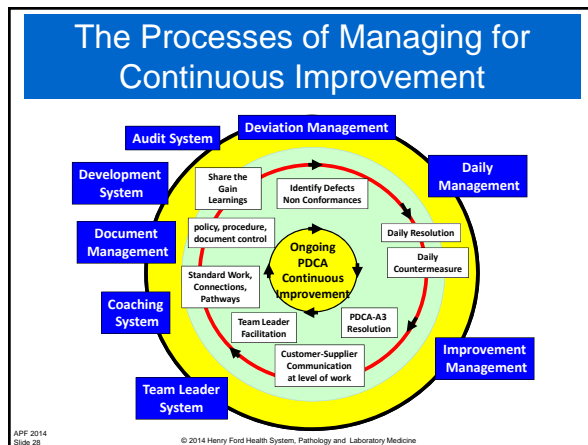 The Processes of Managing for
Continuous Improvement
Deviation Management
Audit System
Daily
Management
Development
System
Share the
Gain
Learnings
Identify Defects
Non Conformances
Document
Management
policy, procedure,
document control
Daily Resolution
Daily
Countermeasure
Ongoing
PDCA
Continuous
Improvement
Standard Work,
Connections,
Pathways
Coaching
System
Team Leader
Facilitation
PDCA-A3
Resolution
Customer-Supplier
Communication
at level of work
Improvement
Management
Team Leader
System
APF 2014
Slide 28
© 2014 Henry Ford Health System, Pathology and Laboratory Medicine